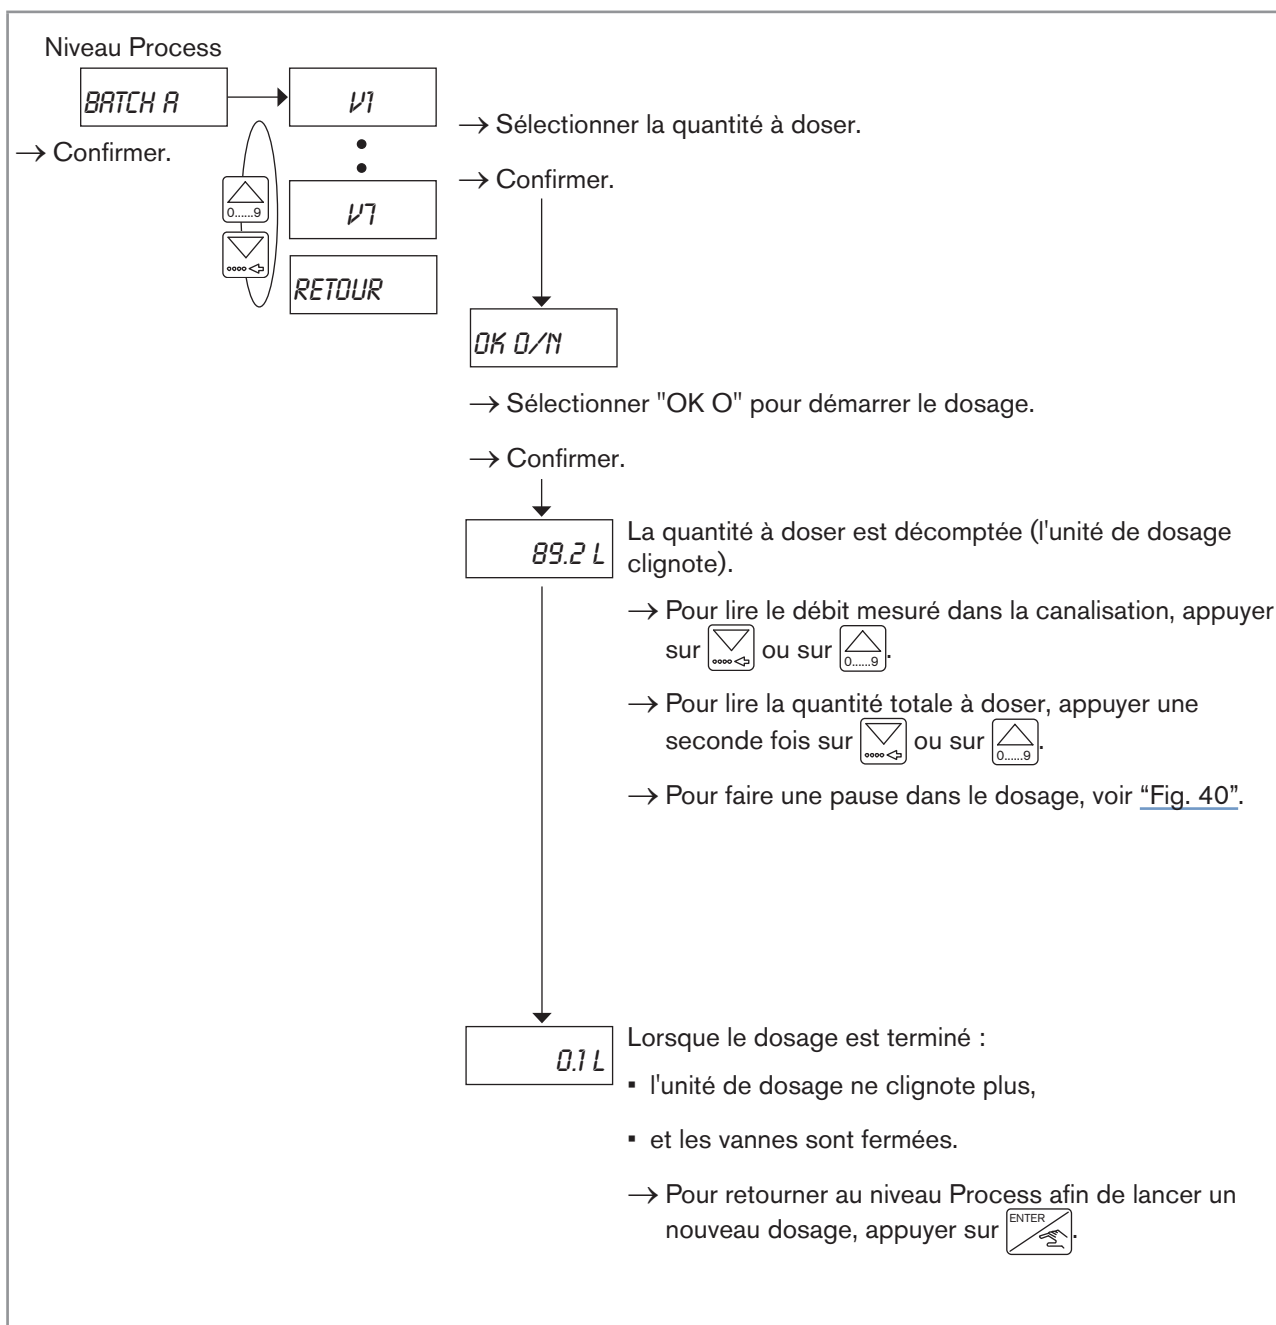 Niveau Process
BATCH A
V1
→ Sélectionner la quantité à doser.
→ Confirmer.
→ Confirmer.
0......9
V7
RETOUR
OK O/N
→ Sélectionner "OK O" pour démarrer le dosage.
→ Confirmer.
89.2 L
La quantité à doser est décomptée (l'unité de dosage
clignote).
→ Pour lire le débit mesuré dans la canalisation, appuyer
sur ou sur 0......9.
→ Pour lire la quantité totale à doser, appuyer une
seconde fois sur ou sur 0......9.
→ Pour faire une pause dans le dosage, voir “Fig. 40”.
0.1 L
Lorsque le dosage est terminé :
▪ l'unité de dosage ne clignote plus,
▪ et les vannes sont fermées.
→ Pour retourner au niveau Process afin de lancer un
nouveau dosage, appuyer sur ENTER.